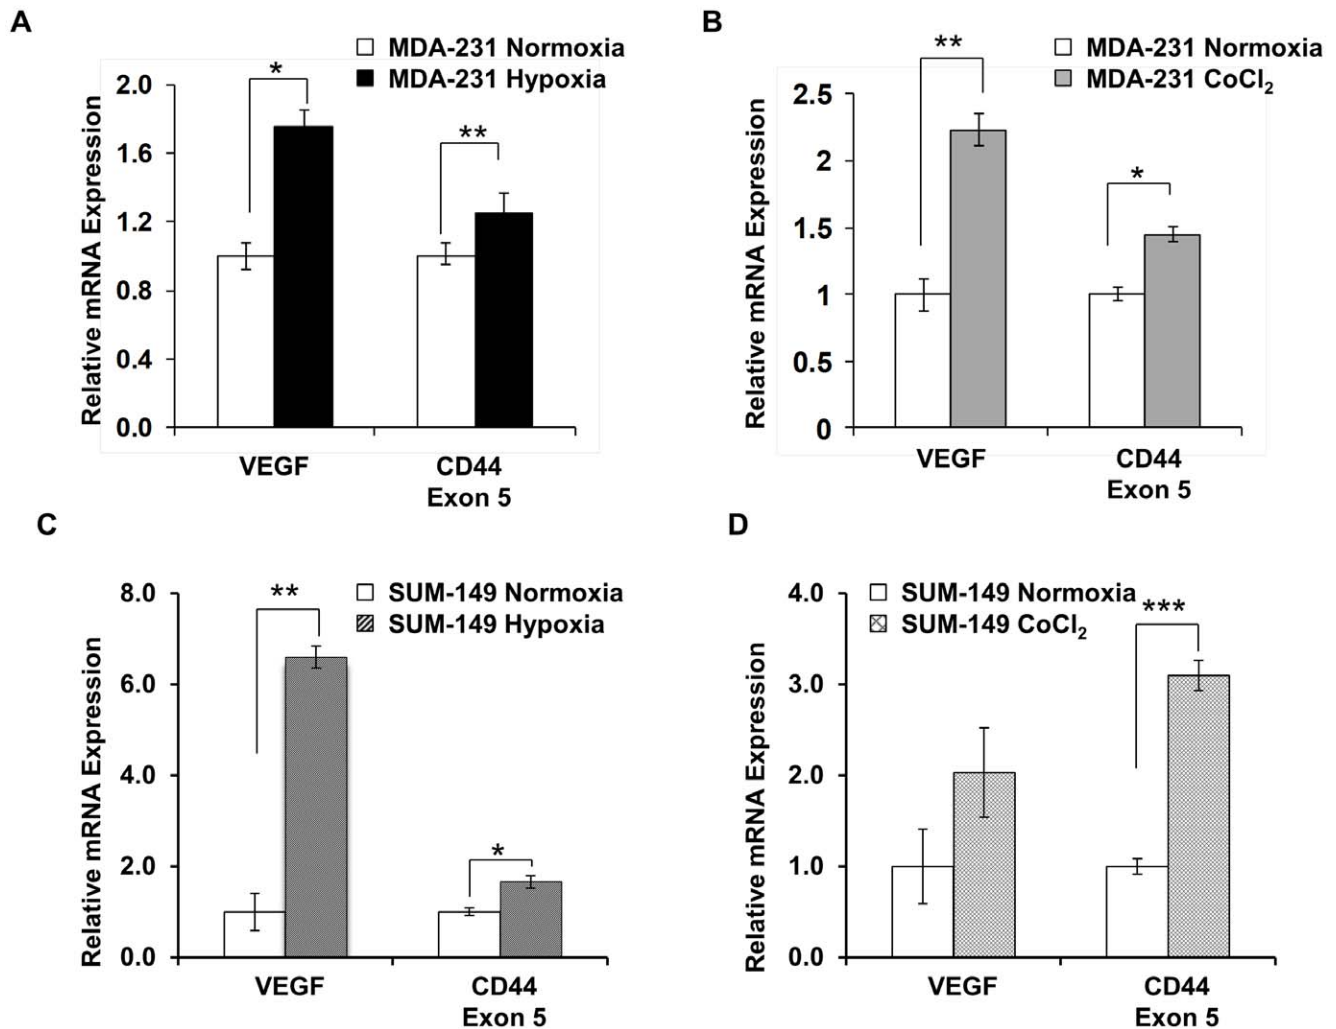 A
MDA-231 Normoxia
MDA-231 Hypoxia
Relative mRNA Expression
2.0
1.6
1.2
0.8
0.4
0.0
*
**
VEGF
CD44
Exon 5
B
MDA-231 Normoxia
MDA-231 CoCl₂
Relative mRNA Expression
2.5
2
1.5
1
0.5
0
**
*
VEGF
CD44
Exon 5
C
SUM-149 Normoxia
SUM-149 Hypoxia
Relative mRNA Expression
8.0
6.0
4.0
2.0
0.0
**
*
VEGF
CD44
Exon 5
D
SUM-149 Normoxia
SUM-149 CoCl₂
Relative mRNA Expression
4.0
3.0
2.0
1.0
0.0
***
VEGF
CD44
Exon 5